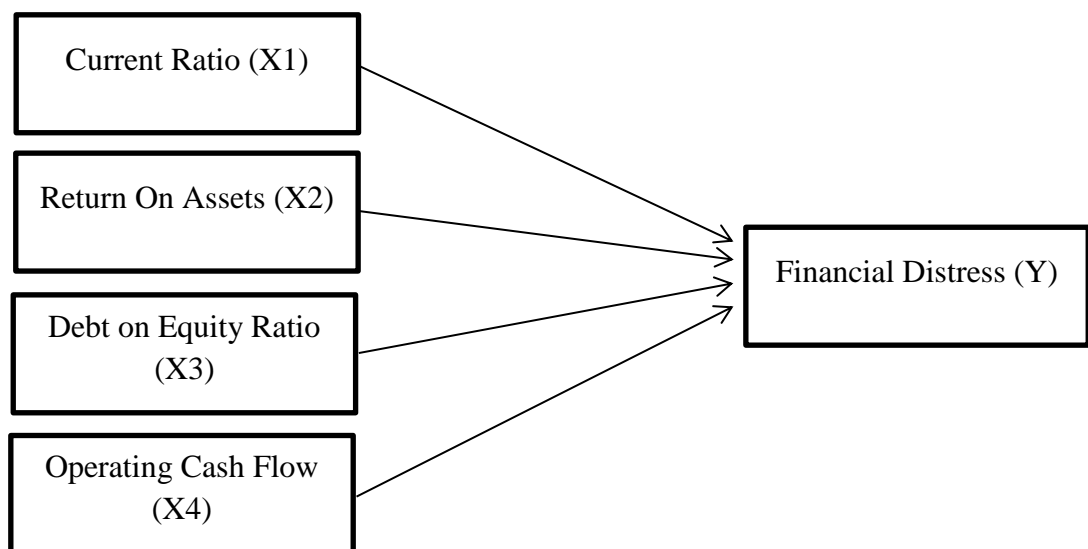 Current Ratio (X1)
Return On Assets (X2)
Debt on Equity Ratio
(X3)
Operating Cash Flow
(X4)
Financial Distress (Y)